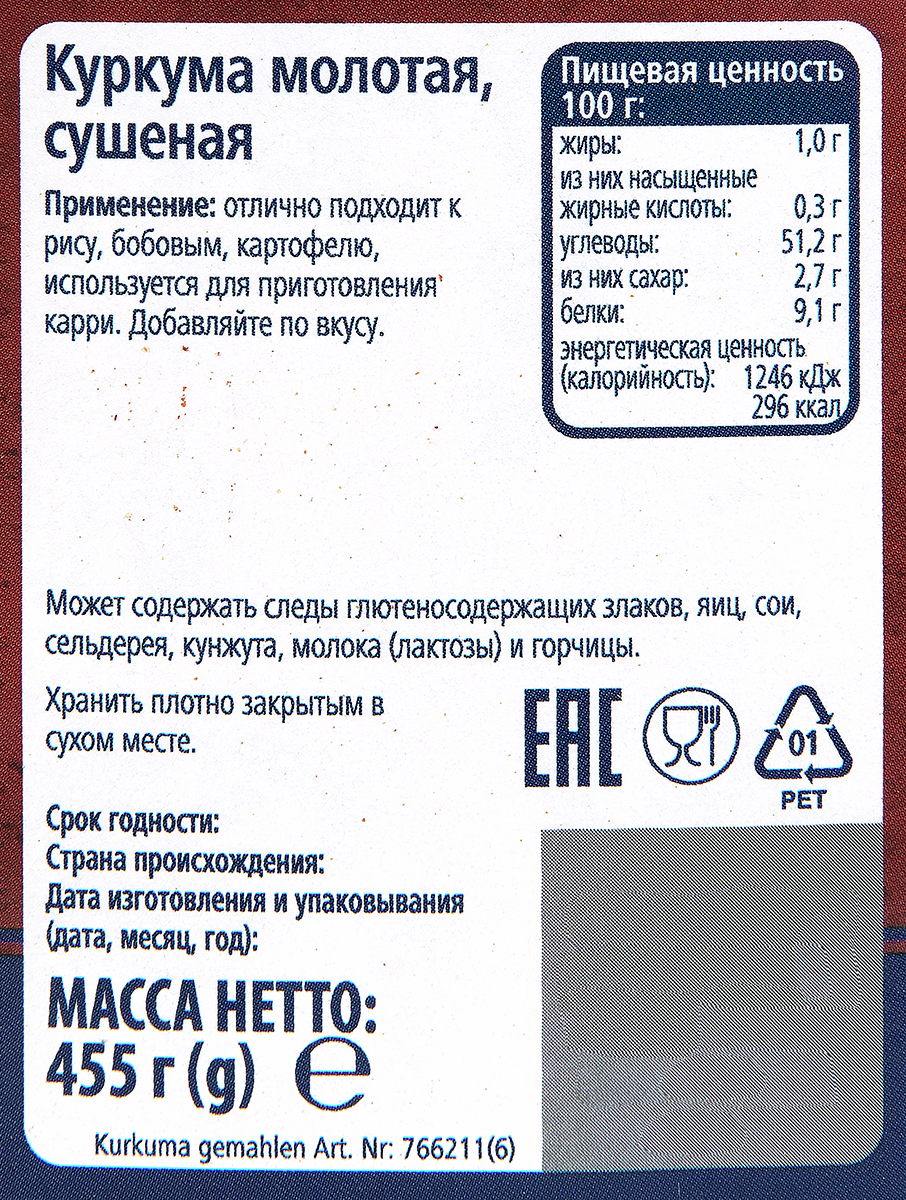 Куркума молотая,
сушеная
Применение: отлично подходит к
рису, бобовым, картофелю,
используется для приготовления
карри. Добавляйте по вкусу.
Пищевая ценность
100 г:
жиры: 1,0 г
из них насыщенные
жирные кислоты: 0,3 г
углеводы: 51,2 г
из них сахар: 2,7 г
белки: 9,1 г
энергетическая ценность
(калорийность): 1246 кДж
296 ккал
Может содержать следы глютеносодержащих злаков, яиц, сои,
сельдерея, кунжута, молока (лактозы) и горчицы.
Хранить плотно закрытым в
сухом месте.
EAC
01
PET
Срок годности:
Страна происхождения:
Дата изготовления и упаковывания
(дата, месяц, год):
МАССА НЕТТО:
455 г (g) ℮
Kurkuma gemahlen Art. Nr: 766211(6)